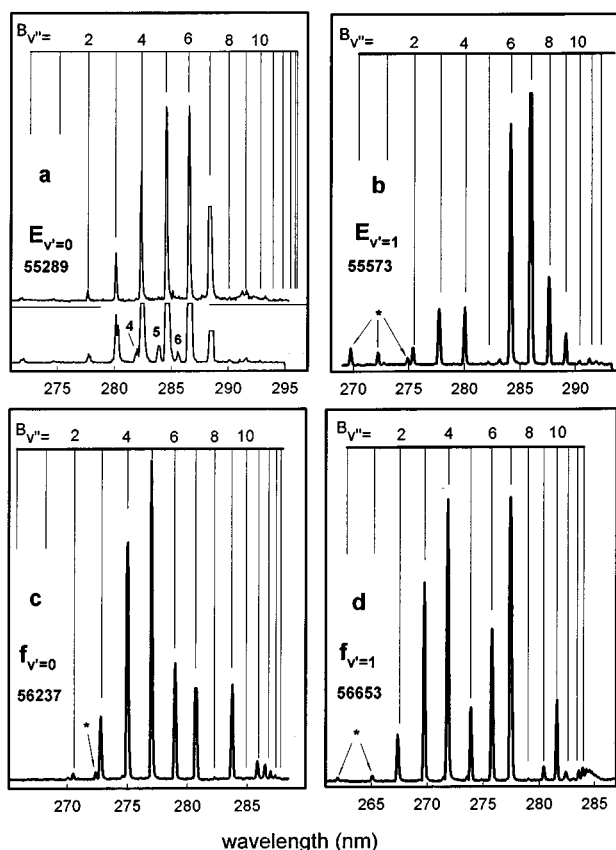 B_v''= 2 4 6 8 10
a
E_v'=0
55289
4 5 6
275 280 285 290 295
B_v''= 2 4 6 8 10
b
E_v'=1
55573
*
270 275 280 285 290
B_v''= 2 4 6 8 10
c
f_v'=0
56237
*
270 275 280 285
B_v''= 2 4 6 8 10
d
f_v'=1
56653
*
265 270 275 280 285
wavelength (nm)